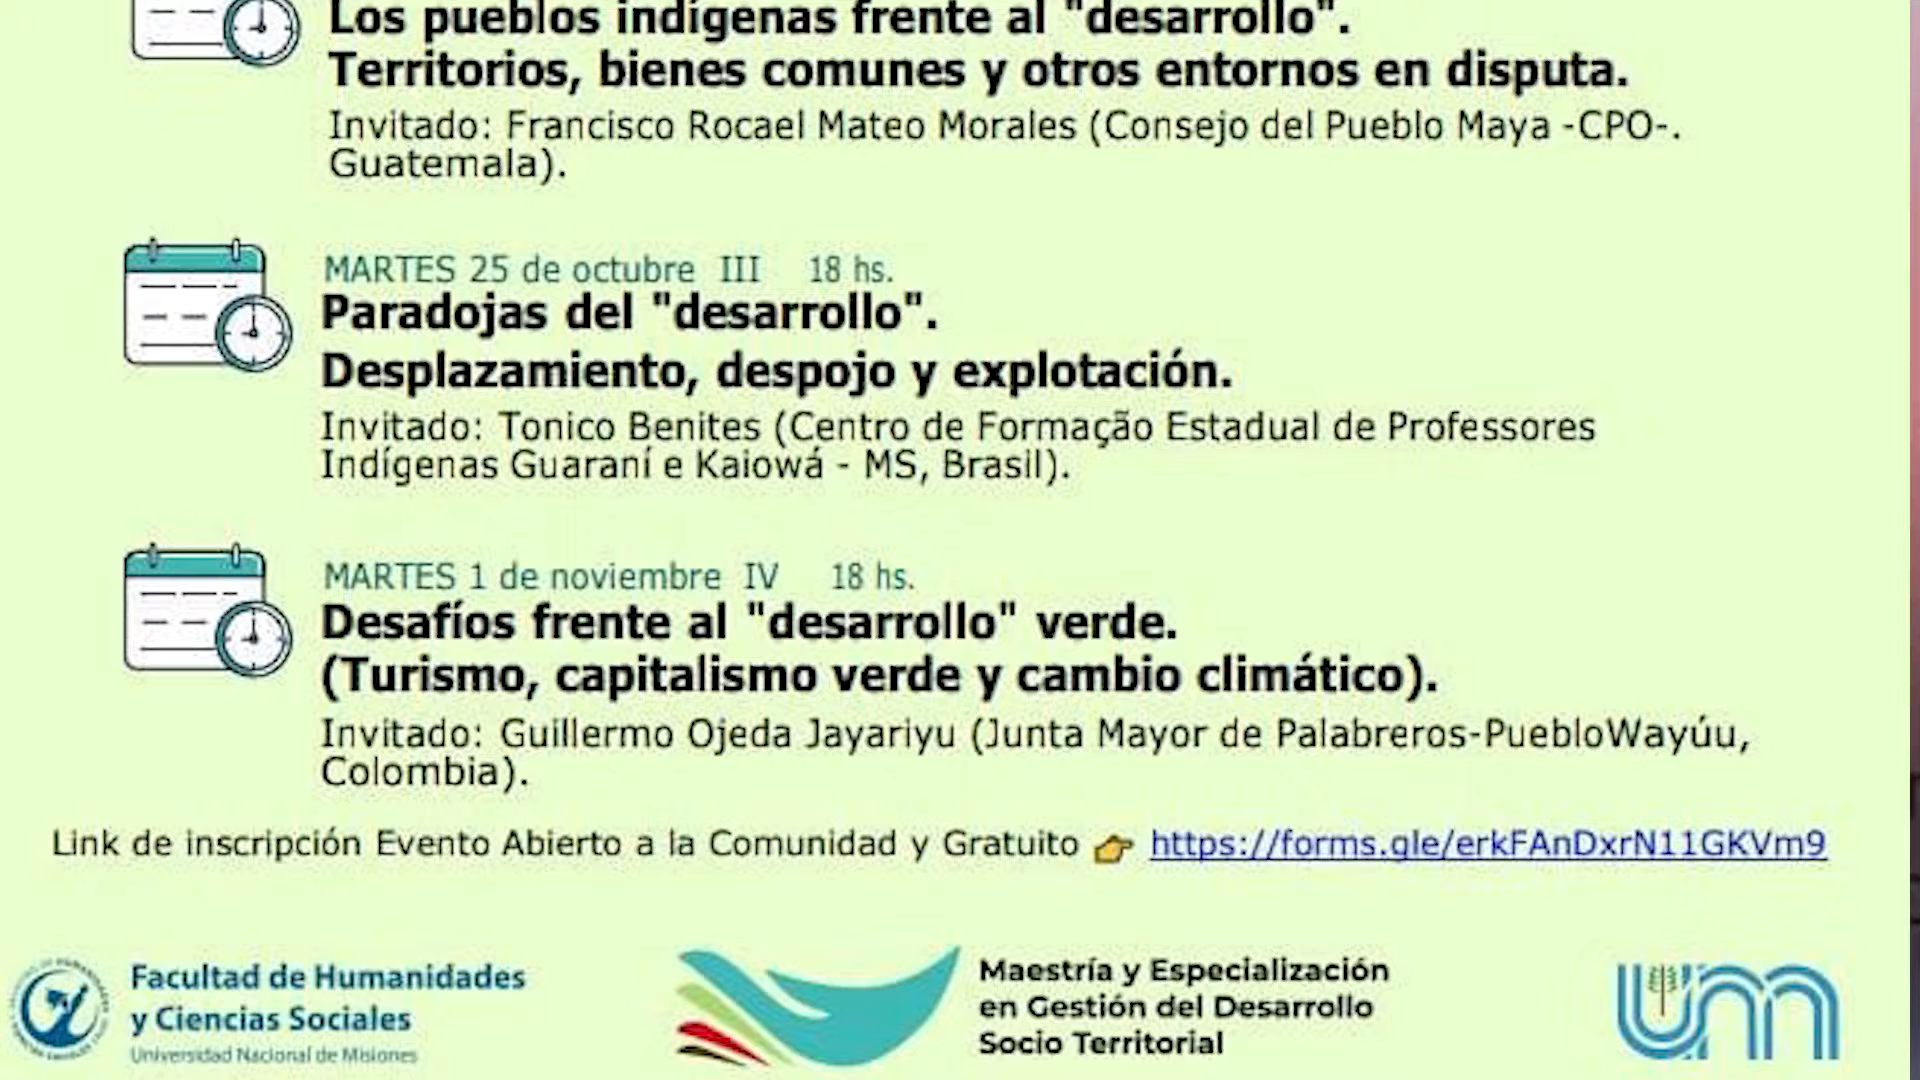 Los pueblos indígenas frente al "desarrollo".
Territorios, bienes comunes y otros entornos en disputa.
Invitado: Francisco Rocael Mateo Morales (Consejo del Pueblo Maya -CPO-.
Guatemala).
MARTES 25 de octubre III 18 hs.
Paradojas del "desarrollo".
Desplazamiento, despojo y explotación.
Invitado: Tonico Benites (Centro de Formação Estadual de Professores
Indígenas Guaraní e Kaiowá - MS, Brasil).
MARTES 1 de noviembre IV 18 hs.
Desafíos frente al "desarrollo" verde.
(Turismo, capitalismo verde y cambio climático).
Invitado: Guillermo Ojeda Jayariyu (Junta Mayor de Palabreros-PuebloWayúu,
Colombia).
Link de inscripción Evento Abierto a la Comunidad y Gratuito 👉 https://forms.gle/erkFAnDxrN11GKVm9
Facultad de Humanidades
y Ciencias Sociales
Universidad Nacional de Misiones
Maestría y Especialización
en Gestión del Desarrollo
Socio Territorial